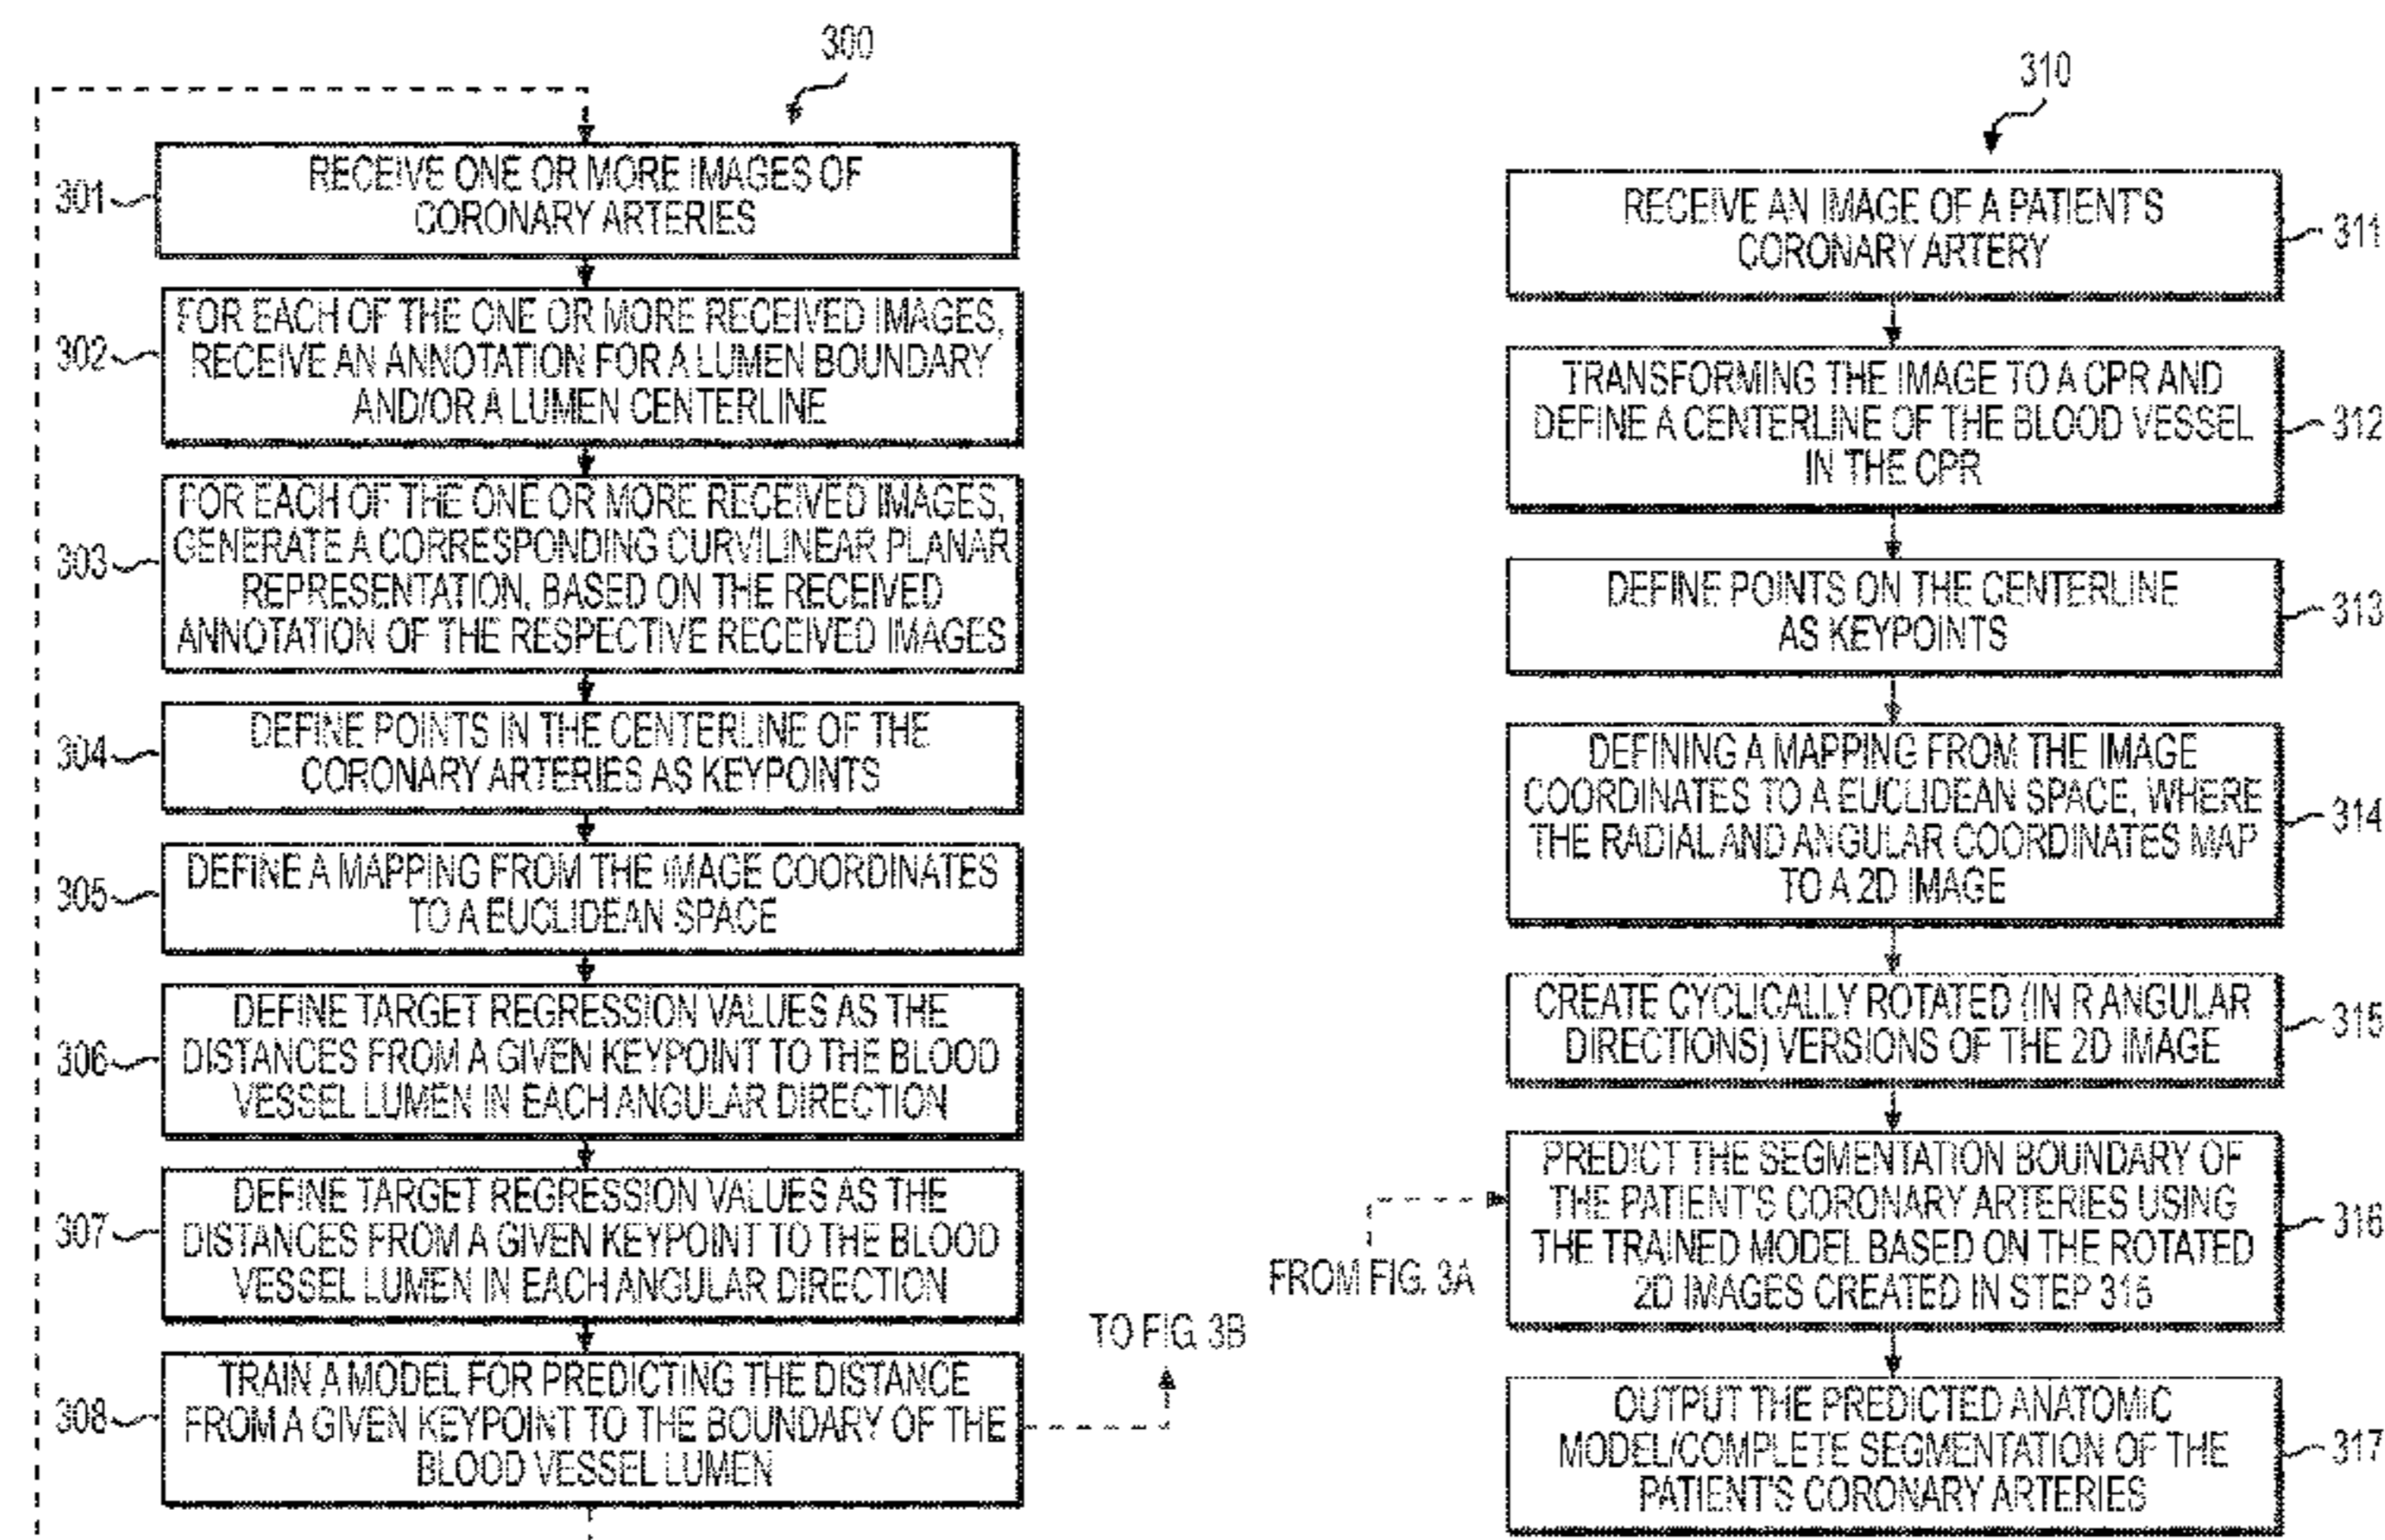 300
301
RECEIVE ONE OR MORE IMAGES OF
CORONARY ARTERIES
302
FOR EACH OF THE ONE OR MORE RECEIVED IMAGES,
RECEIVE AN ANNOTATION FOR A LUMEN BOUNDARY
AND/OR A LUMEN CENTERLINE
303
FOR EACH OF THE ONE OR MORE RECEIVED IMAGES,
GENERATE A CORRESPONDING CURVILINEAR PLANAR
REPRESENTATION, BASED ON THE RECEIVED
ANNOTATION OF THE RESPECTIVE RECEIVED IMAGES
304
DEFINE POINTS IN THE CENTERLINE OF THE
CORONARY ARTERIES AS KEYPOINTS
305
DEFINE A MAPPING FROM THE IMAGE COORDINATES
TO A EUCLIDEAN SPACE
306
DEFINE TARGET REGRESSION VALUES AS THE
DISTANCES FROM A GIVEN KEYPOINT TO THE BLOOD
VESSEL LUMEN IN EACH ANGULAR DIRECTION
307
DEFINE TARGET REGRESSION VALUES AS THE
DISTANCES FROM A GIVEN KEYPOINT TO THE BLOOD
VESSEL LUMEN IN EACH ANGULAR DIRECTION
308
TRAIN A MODEL FOR PREDICTING THE DISTANCE
FROM A GIVEN KEYPOINT TO THE BOUNDARY OF THE
BLOOD VESSEL LUMEN
TO FIG. 3B
310
RECEIVE AN IMAGE OF A PATIENT'S
CORONARY ARTERY
311
TRANSFORMING THE IMAGE TO A CPR AND
DEFINE A CENTERLINE OF THE BLOOD VESSEL
IN THE CPR
312
DEFINE POINTS ON THE CENTERLINE
AS KEYPOINTS
313
DEFINING A MAPPING FROM THE IMAGE
COORDINATES TO A EUCLIDEAN SPACE, WHERE
THE RADIAL AND ANGULAR COORDINATES MAP
TO A 2D IMAGE
314
CREATE CYCLICALLY ROTATED (IN R ANGULAR
DIRECTIONS) VERSIONS OF THE 2D IMAGE
315
FROM FIG. 3A
PREDICT THE SEGMENTATION BOUNDARY OF
THE PATIENT'S CORONARY ARTERIES USING
THE TRAINED MODEL BASED ON THE ROTATED
2D IMAGES CREATED IN STEP 315
316
OUTPUT THE PREDICTED ANATOMIC
MODEL/COMPLETE SEGMENTATION OF THE
PATIENT'S CORONARY ARTERIES
317